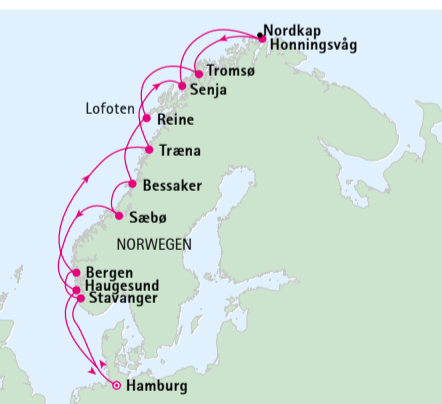 Nordkap
Honningsvåg
Tromsø
Senja
Lofoten
Reine
Træna
Bessaker
Sæbø
NORWEGEN
Bergen
Haugesund
Stavanger
Hamburg